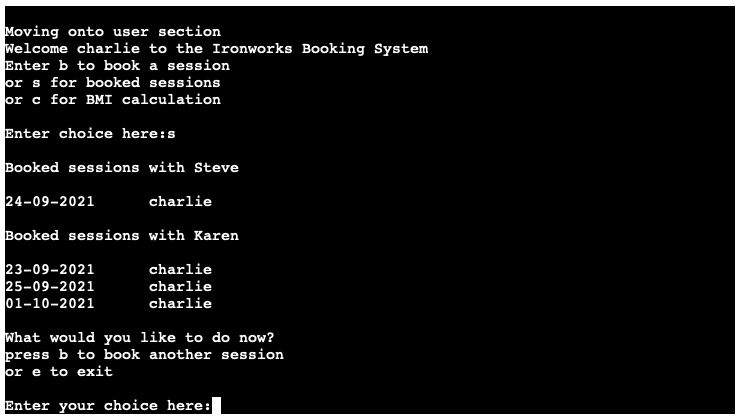 Moving onto user section
Welcome charlie to the Ironworks Booking System
Enter b to book a session
or s for booked sessions
or c for BMI calculation
Enter choice here:s
Booked sessions with Steve
24-09-2021 charlie
Booked sessions with Karen
23-09-2021 charlie
25-09-2021 charlie
01-10-2021 charlie
What would you like to do now?
press b to book another session
or e to exit
Enter your choice here: